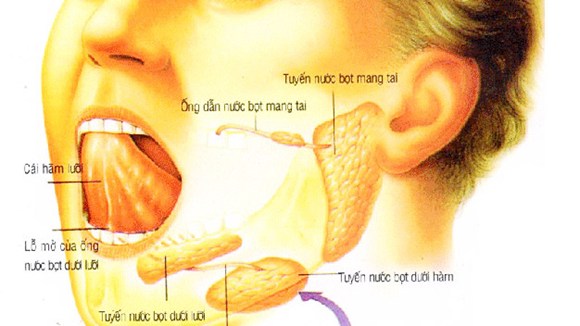 Tuyến nước bọt mang tai
Ống dẫn nước bọt mang tai
Cái hãm lưỡi
Lỗ mở của ống
nước bọt dưới lưỡi
Tuyến nước bọt dưới hàm
Tuyến nước bọt dưới lưỡi